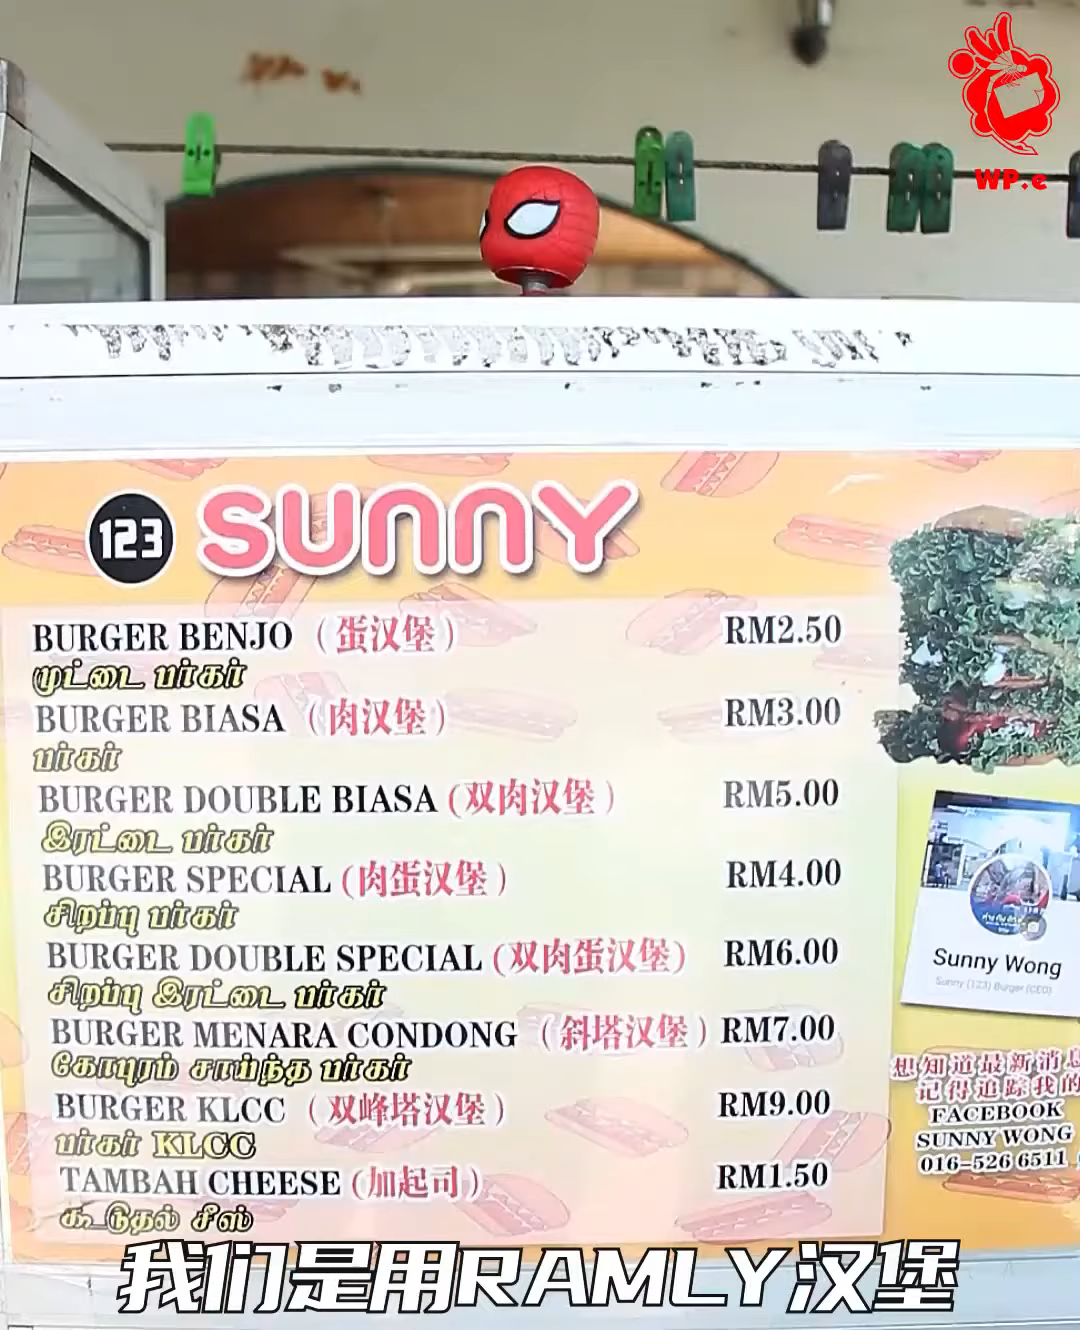 WP.e
123 SUNNY
BURGER BENJO (蛋汉堡) RM2.50
முட்டை பர்கர்
BURGER BIASA (肉汉堡) RM3.00
பர்கர்
BURGER DOUBLE BIASA (双肉汉堡) RM5.00
இரட்டை பர்கர்
BURGER SPECIAL (肉蛋汉堡) RM4.00
சிறப்பு பர்கர்
BURGER DOUBLE SPECIAL (双肉蛋汉堡) RM6.00
சிறப்பு இரட்டை பர்கர்
BURGER MENARA CONDONG (斜塔汉堡) RM7.00
கோபுரம் சாய்ந்த பர்கர்
BURGER KLCC (双峰塔汉堡) RM9.00
பர்கர் KLCC
TAMBAH CHEESE (加起司) RM1.50
கூடுதல் சீஸ்
Sunny Wong
Sunny (123) Burger (CEO)
想知道最新消息
记得追踪我的
FACEBOOK
SUNNY WONG
016-526 6511
我们是用RAMLY汉堡